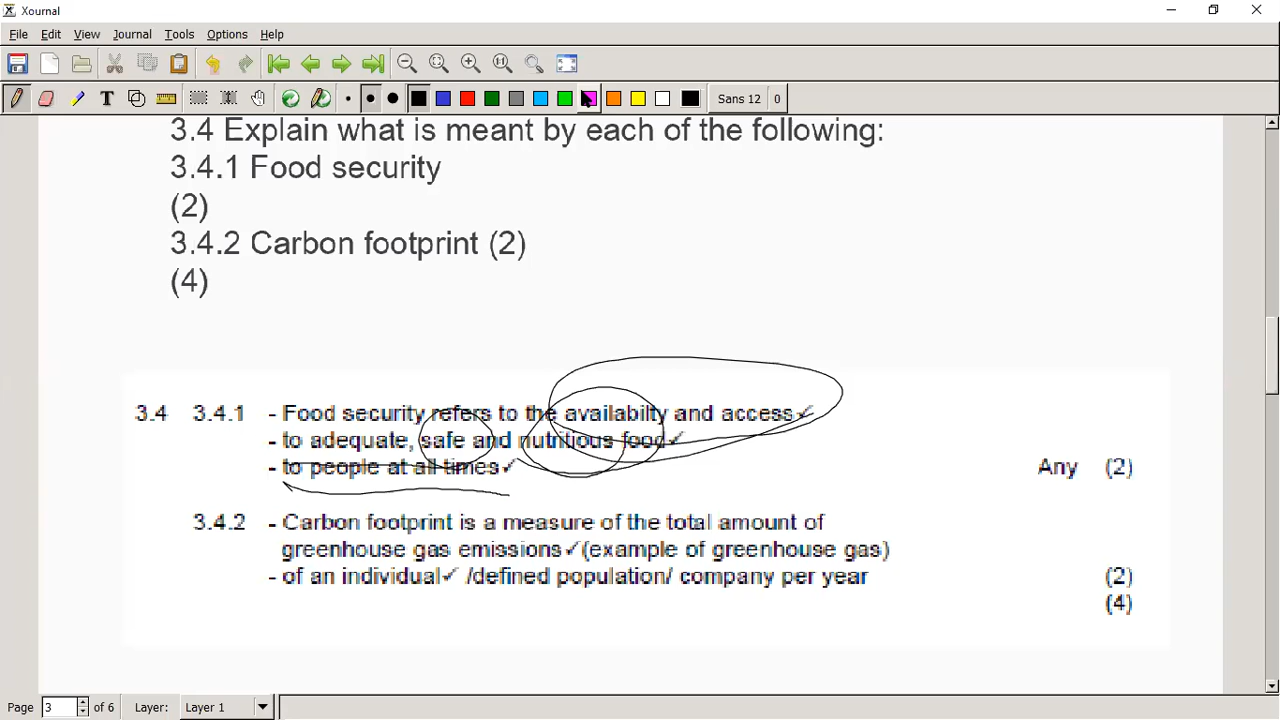 Xournal
File Edit View Journal Tools Options Help
Sans 12 0
3.4 Explain what is meant by each of the following:
3.4.1 Food security
(2)
3.4.2 Carbon footprint (2)
(4)
3.4 3.4.1 - Food security refers to the availabilty and access✓
- to adequate, safe and nutritious food✓
- to people at all times✓ Any (2)
3.4.2 - Carbon footprint is a measure of the total amount of
greenhouse gas emissions✓(example of greenhouse gas)
- of an individual✓ /defined population/ company per year (2)
(4)
Page 3 of 6 Layer: Layer 1